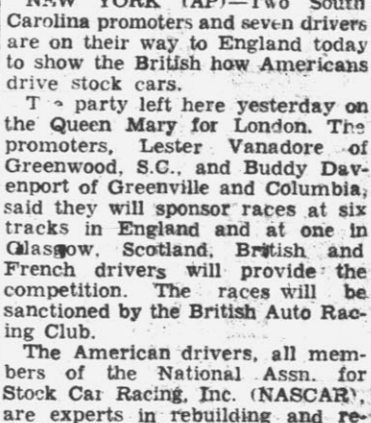 NEW YORK (AP)—Two South
Carolina promoters and seven drivers
are on their way to England today
to show the British how Americans
drive stock cars.
T e party left here yesterday on
the Queen Mary for London. The
promoters, Lester Vanadore of
Greenwood, S.C., and Buddy Dav-
enport of Greenville and Columbia,
said they will sponsor races at six
tracks in England and at one in
Glasgow, Scotland, British and
French drivers will provide the
competition. The races will be
sanctioned by the British Auto Rac-
ing Club.
The American drivers, all mem-
bers of the National Assn. for
Stock Car Racing, Inc. (NASCAR),
are experts in rebuilding and re-